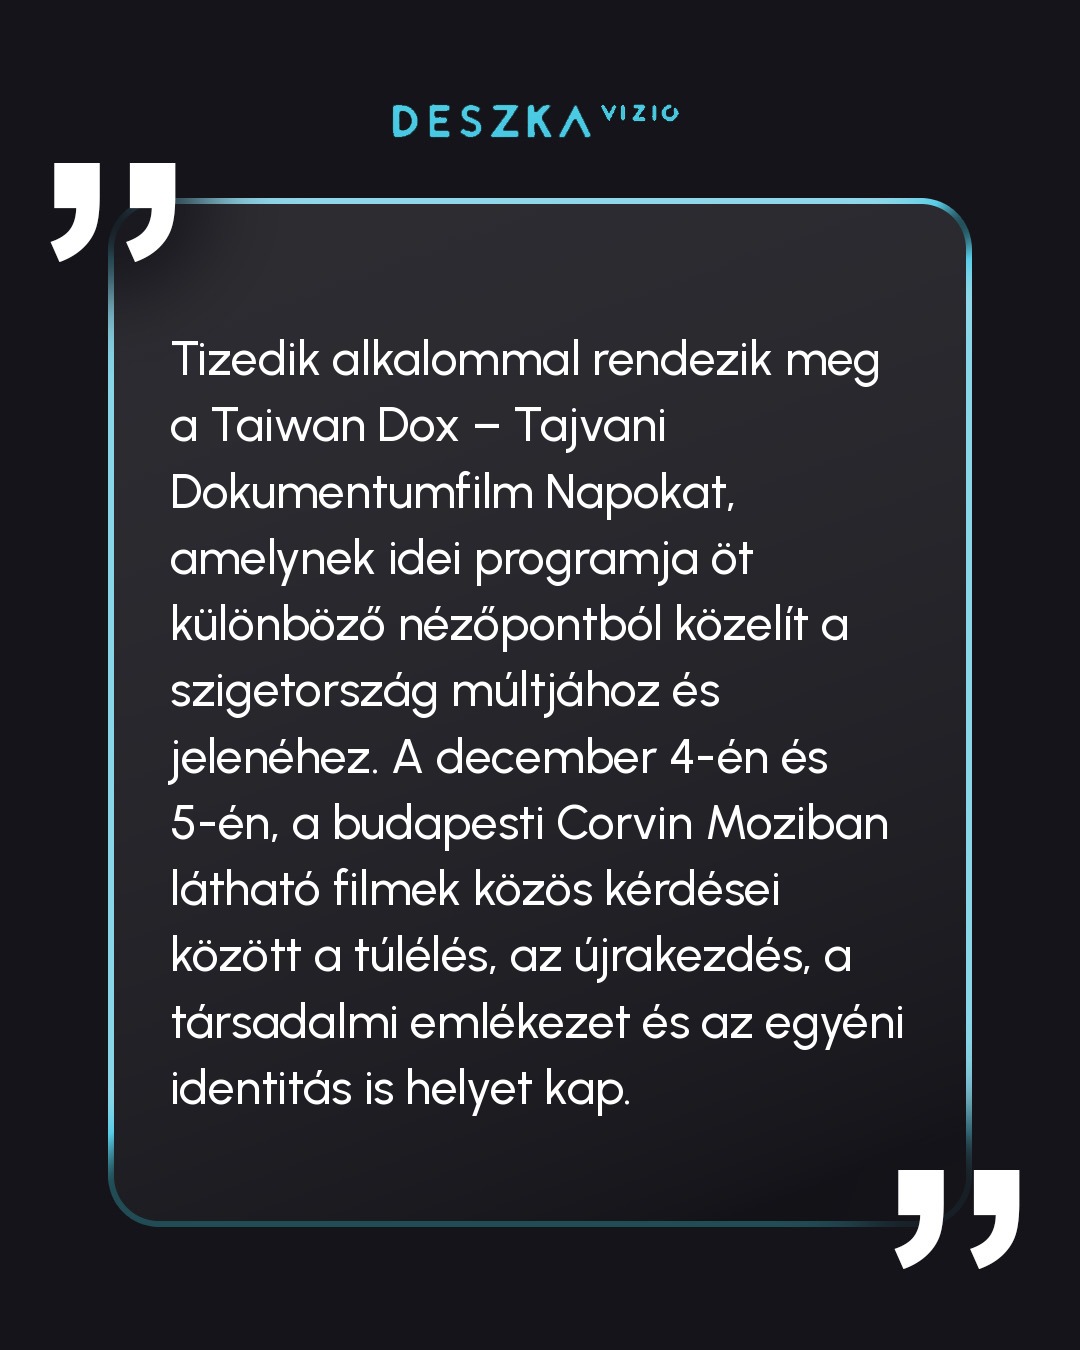 DESZKA VIZIO
”
Tizedik alkalommal rendezik meg
a Taiwan Dox – Tajvani
Dokumentumfilm Napokat,
amelynek idei programja öt
különböző nézőpontból közelít a
szigetország múltjához és
jelenéhez. A december 4-én és
5-én, a budapesti Corvin Moziban
látható filmek közös kérdései
között a túlélés, az újrakezdés, a
társadalmi emlékezet és az egyéni
identitás is helyet kap.
”